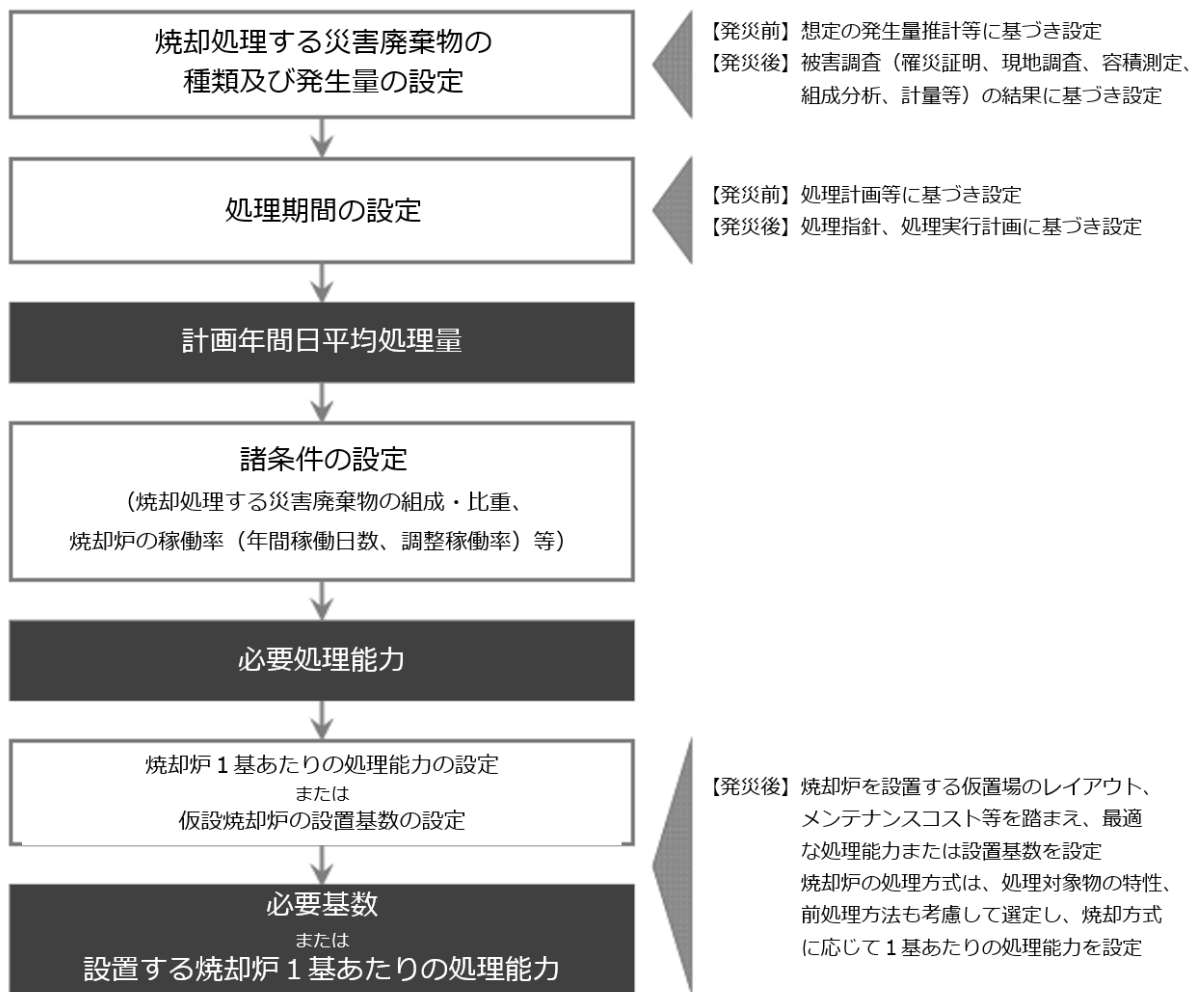 焼却処理する災害廃棄物の
種類及び発生量の設定
【発災前】想定の発生量推計等に基づき設定
【発災後】被害調査（罹災証明、現地調査、容積測定、
組成分析、計量等）の結果に基づき設定
処理期間の設定
【発災前】処理計画等に基づき設定
【発災後】処理指針、処理実行計画に基づき設定
計画年間日平均処理量
諸条件の設定
（焼却処理する災害廃棄物の組成・比重、
焼却炉の稼働率（年間稼働日数、調整稼働率）等）
必要処理能力
焼却炉１基あたりの処理能力の設定
または
仮設焼却炉の設置基数の設定
【発災後】焼却炉を設置する仮置場のレイアウト、
メンテナンスコスト等を踏まえ、最適
な処理能力または設置基数を設定
焼却炉の処理方式は、処理対象物の特性、
前処理方法も考慮して選定し、焼却方式
に応じて１基あたりの処理能力を設定
必要基数
または
設置する焼却炉１基あたりの処理能力